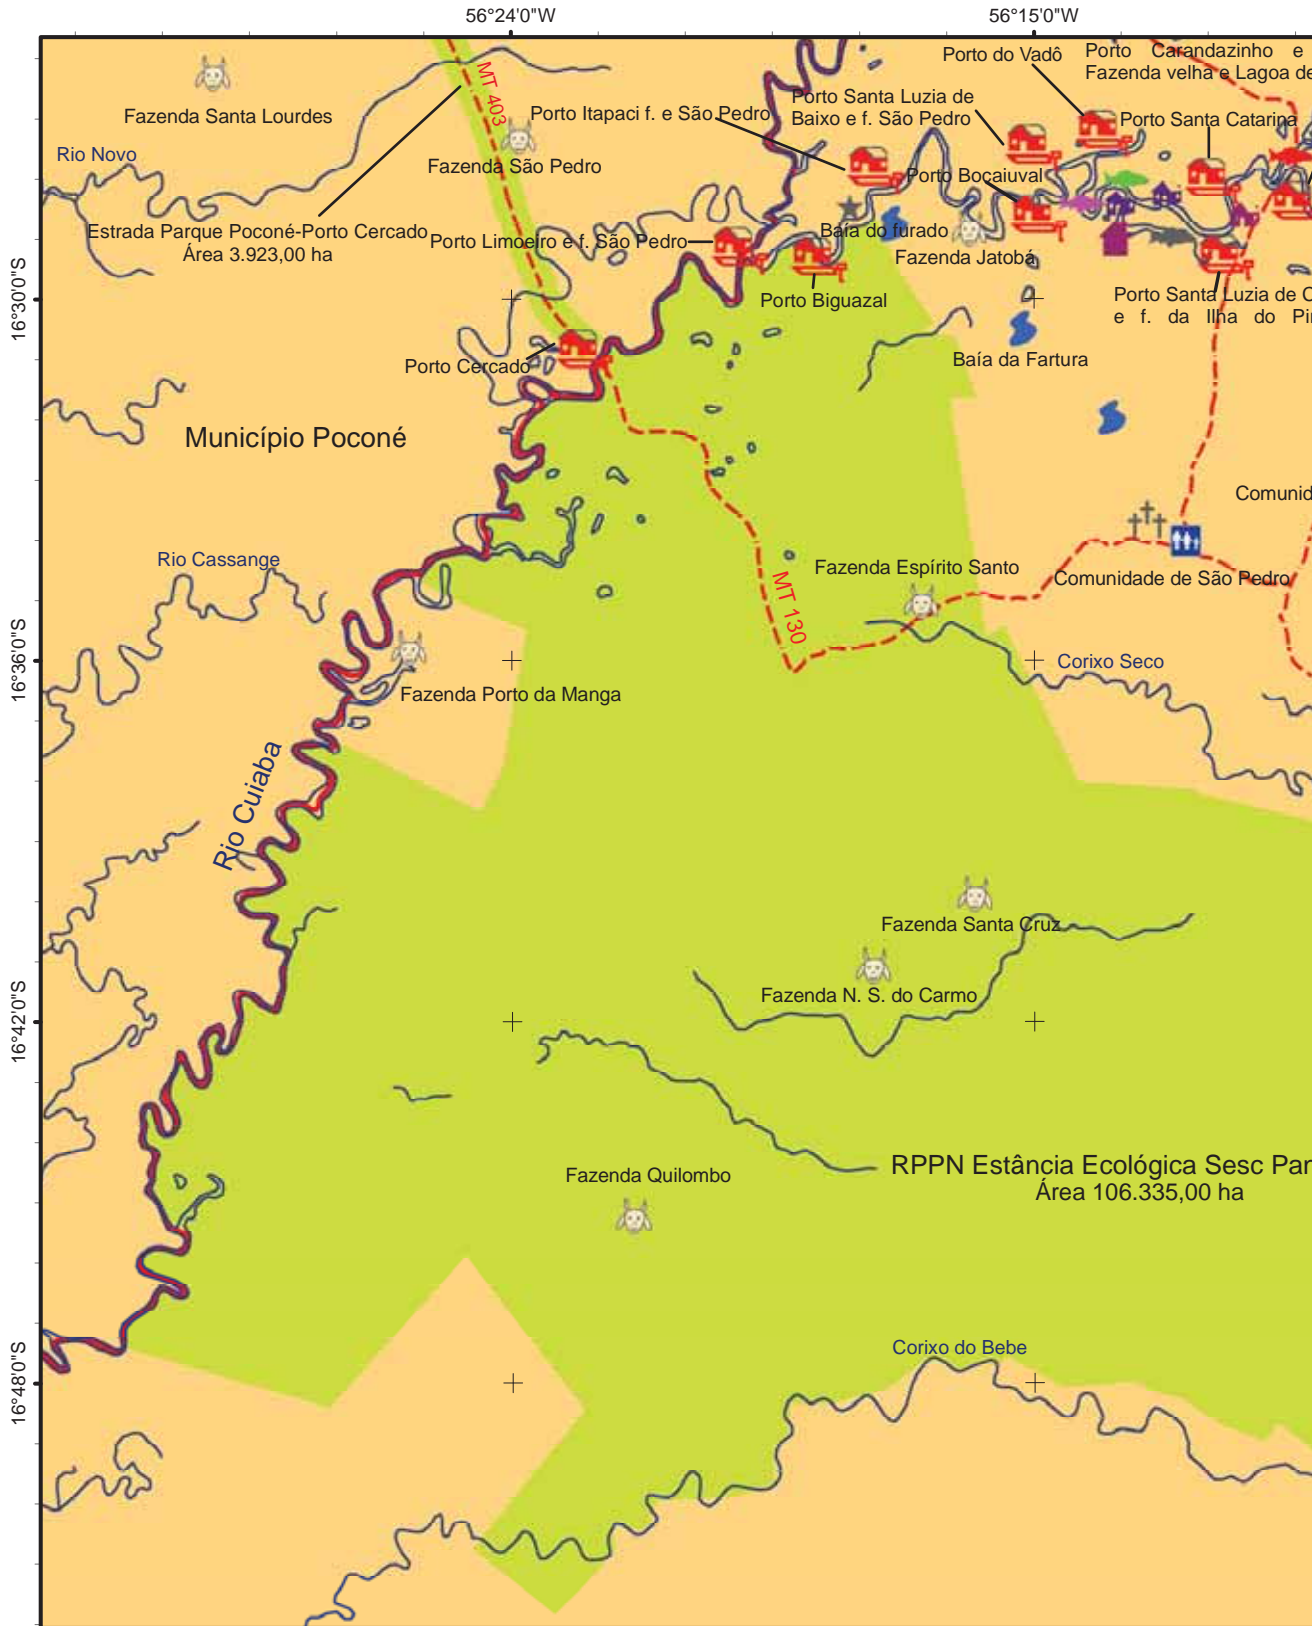 56°24'0"W
56°15'0"W
Porto do Vadô
Porto Carandazinho e
Fazenda velha e Lagoa de
Fazenda Santa Lourdes
MT 403
Porto Itapaci f. e São Pedro
Porto Santa Luzia de
Baixo e f. São Pedro
Porto Santa Catarina
Rio Novo
Fazenda São Pedro
Porto Bocaiuval
Estrada Parque Poconé-Porto Cercado
Área 3.923,00 ha
Porto Limoeiro e f. São Pedro
Baía do furado
Fazenda Jatobá
16°30'0"S
Porto Biguazal
Porto Santa Luzia de
e f. da Ilha do
Porto Cercado
Baía da Fartura
Município Poconé
Rio Cassange
MT 130
Fazenda Espírito Santo
Comunidade de São Pedro
16°36'0"S
Corixo Seco
Fazenda Porto da Manga
Rio Cuiaba
Fazenda Santa Cruz
Fazenda N. S. do Carmo
16°42'0"S
RPPN Estância Ecológica Sesc
Área 106.335,00 ha
Fazenda Quilombo
Corixo do Bebe
16°48'0"S